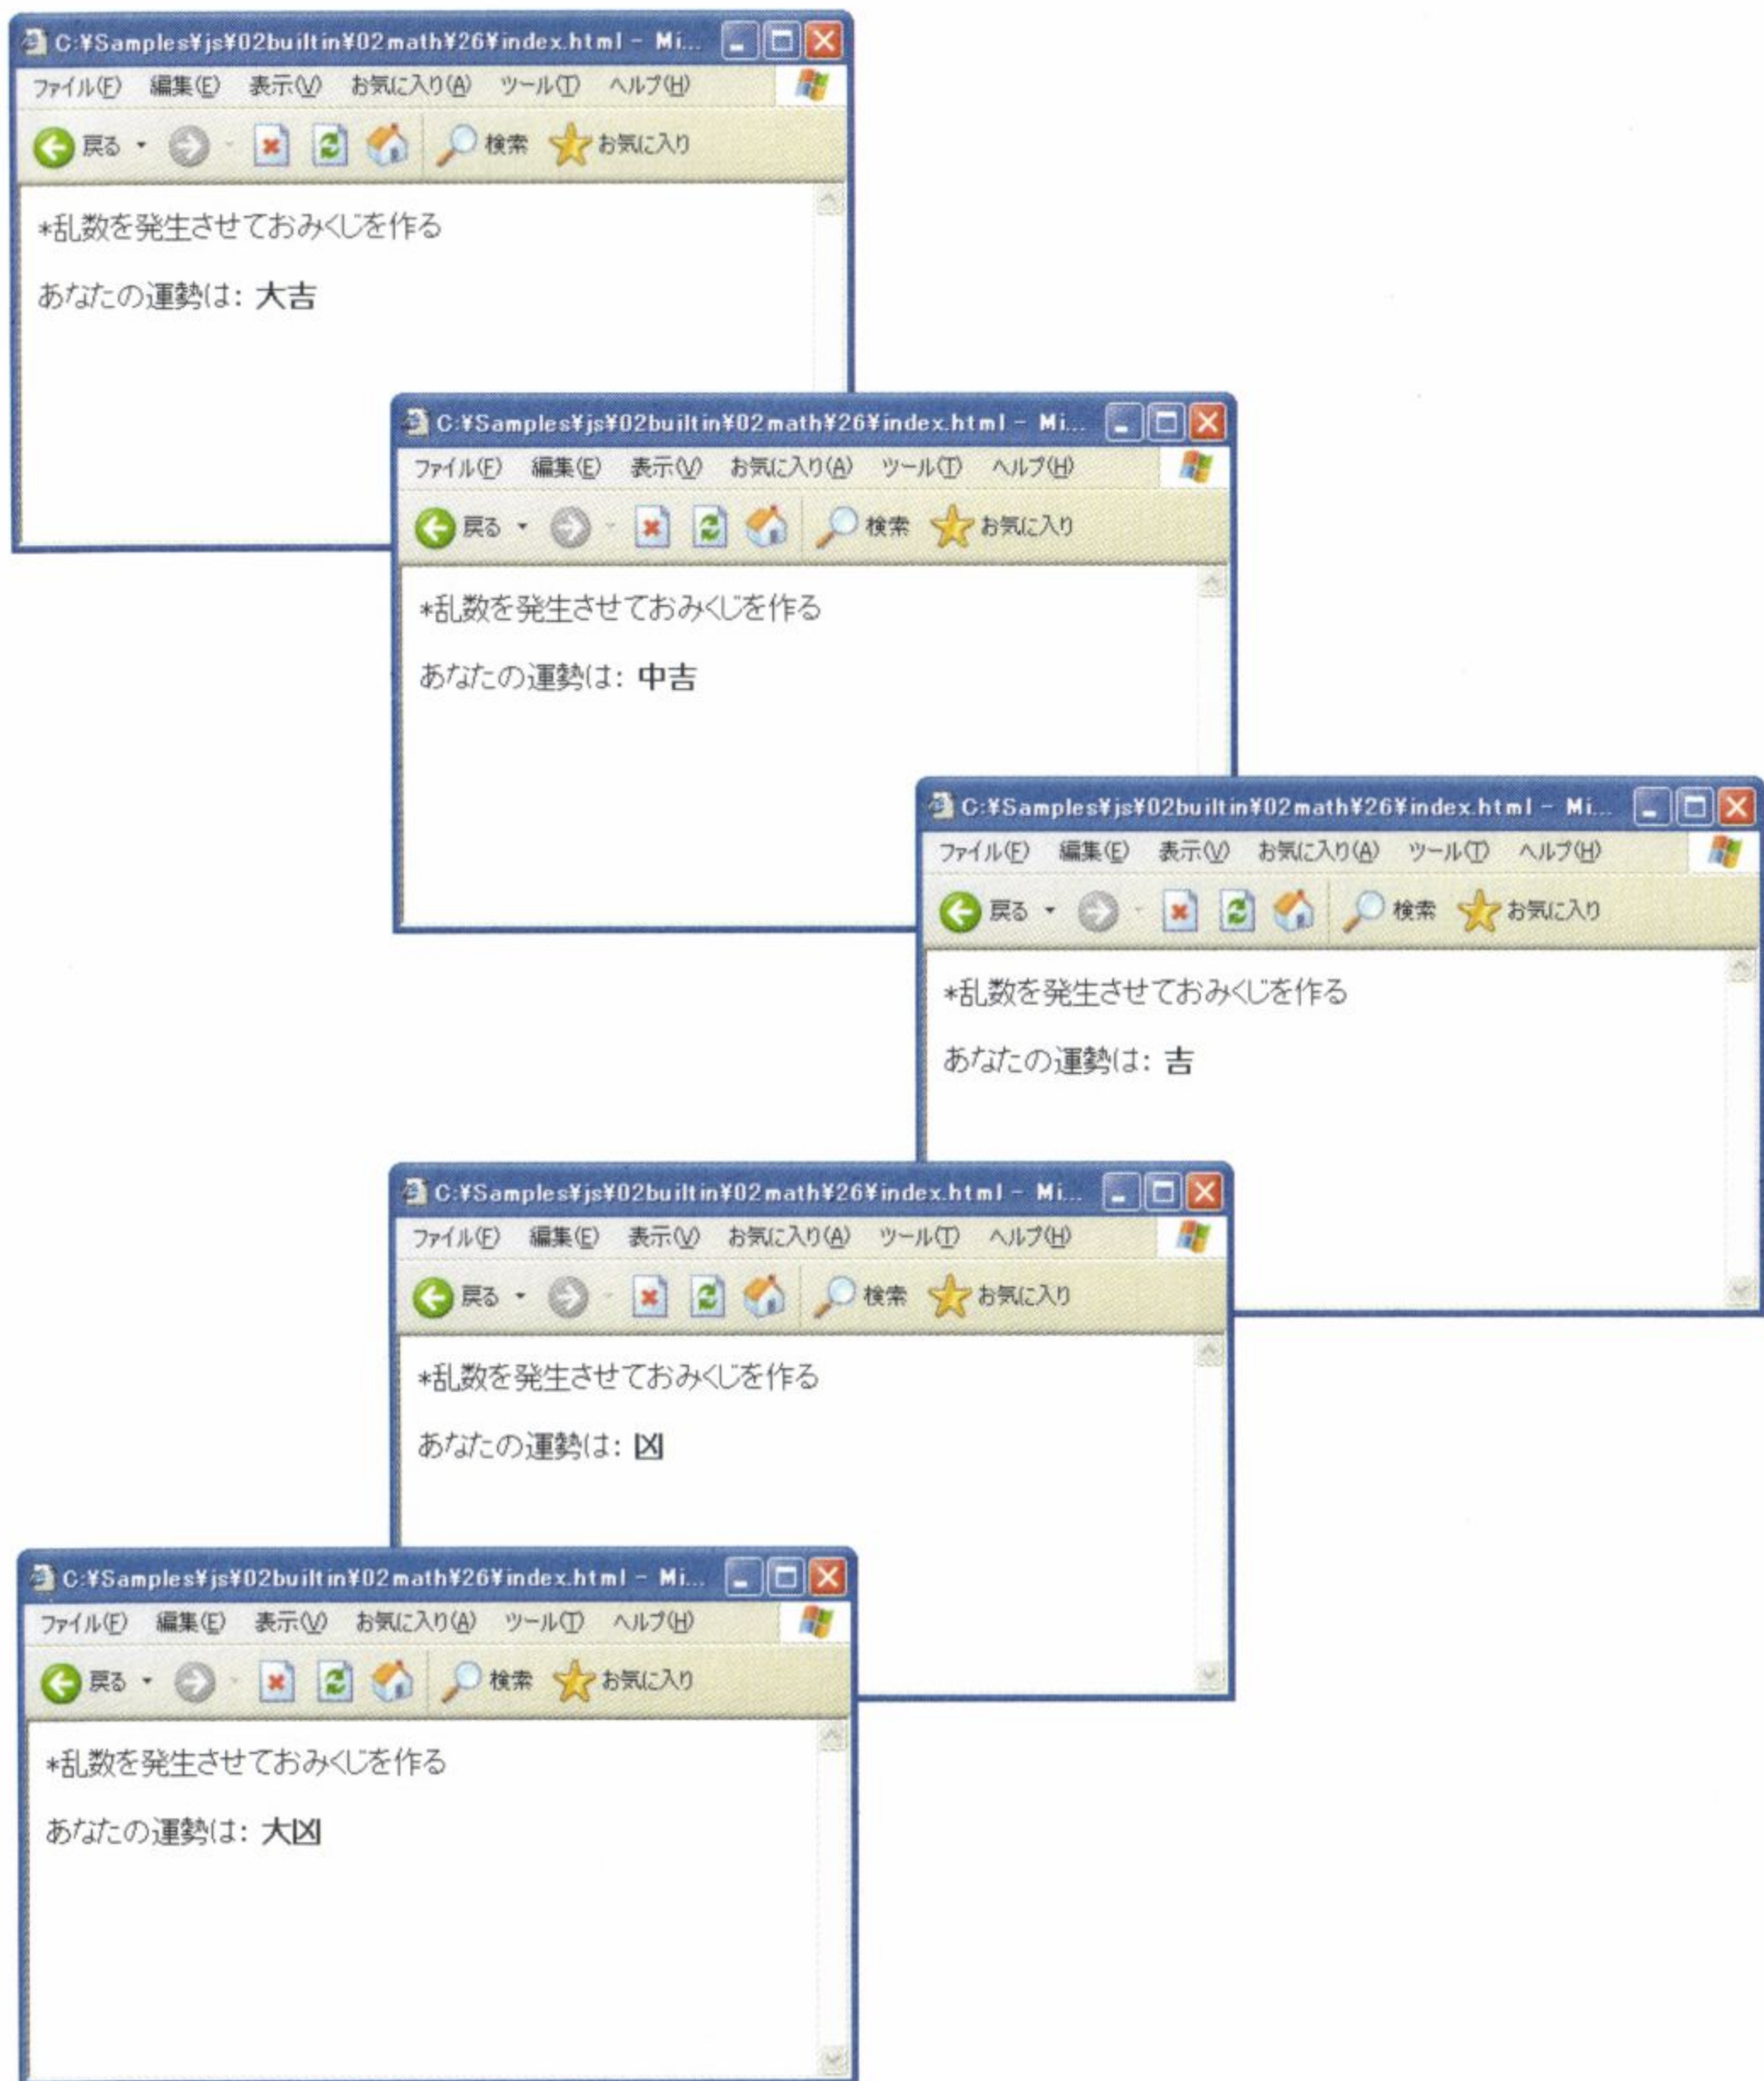 C:¥Samples¥js¥02builtin¥02math¥26¥index.html - Mi...
ファイル(F) 編集(E) 表示(V) お気に入り(A) ツール(T) ヘルプ(H)
戻る 検索 お気に入り
*乱数を発生させておみくじを作る
あなたの運勢は: 大吉
C:¥Samples¥js¥02builtin¥02math¥26¥index.html - Mi...
ファイル(F) 編集(E) 表示(V) お気に入り(A) ツール(T) ヘルプ(H)
戻る 検索 お気に入り
*乱数を発生させておみくじを作る
あなたの運勢は: 中吉
C:¥Samples¥js¥02builtin¥02math¥26¥index.html - Mi...
ファイル(F) 編集(E) 表示(V) お気に入り(A) ツール(T) ヘルプ(H)
戻る 検索 お気に入り
*乱数を発生させておみくじを作る
あなたの運勢は: 吉
C:¥Samples¥js¥02builtin¥02math¥26¥index.html - Mi...
ファイル(F) 編集(E) 表示(V) お気に入り(A) ツール(T) ヘルプ(H)
戻る 検索 お気に入り
*乱数を発生させておみくじを作る
あなたの運勢は: 凶
C:¥Samples¥js¥02builtin¥02math¥26¥index.html - Mi...
ファイル(F) 編集(E) 表示(V) お気に入り(A) ツール(T) ヘルプ(H)
戻る 検索 お気に入り
*乱数を発生させておみくじを作る
あなたの運勢は: 大凶